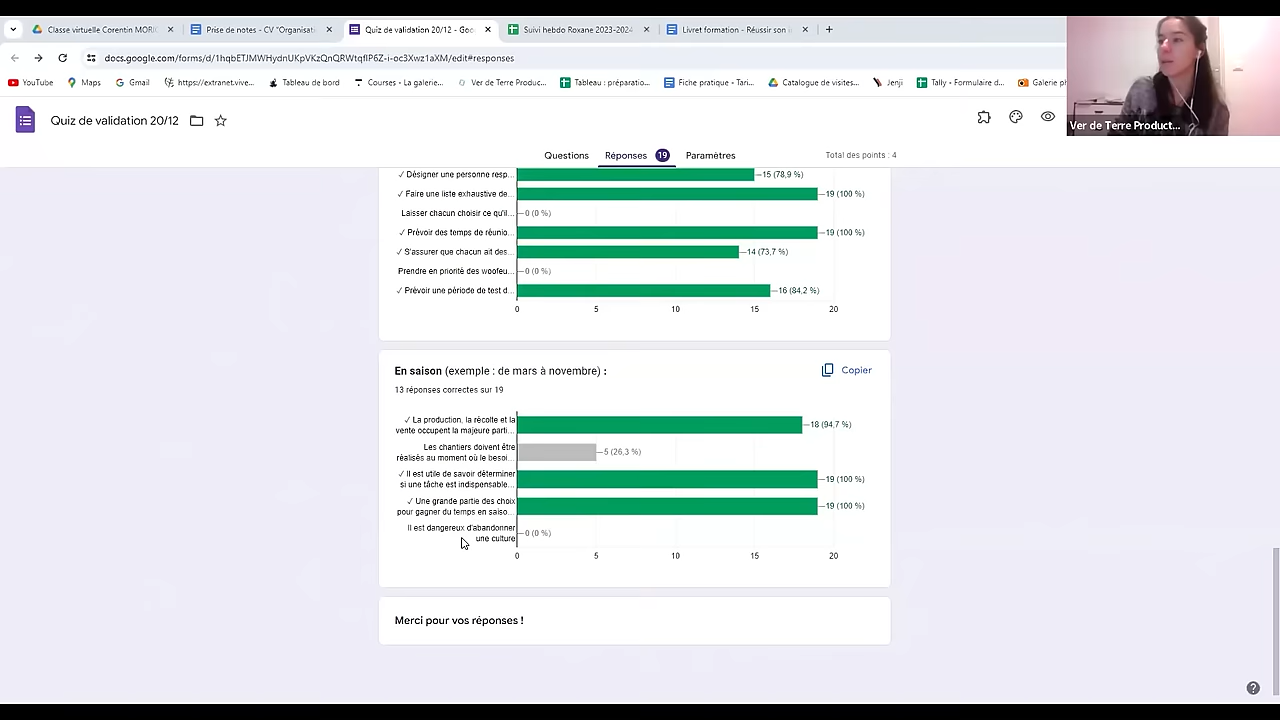 Classe virtuelle Corentin MORI
Prise de notes - CV "Organisati
Quiz de validation 20/12 - Goo
Suivi hebdo Roxane 2023-2024
Livret formation - Réussir son i
docs.google.com/forms/d/1hqbETJMWHydnUKpVKzQnQRWtqfIP6Z-i-oc3Xwz1aXM/edit#responses
YouTube
Maps
Gmail
https://extranet.vive...
Tableau de bord
Courses • La galerie...
Ver de Terre Produc...
Tableau : préparatio...
Fiche pratique • Tari...
Catalogue de visites...
Jenji
Tally • Formulaire d...
Galerie ph
Ver de Terre Product...
Quiz de validation 20/12
Questions
Réponses 19
Paramètres
Total des points : 4
✓ Désigner une personne resp... 15 (78,9 %)
✓ Faire une liste exhaustive de... 19 (100 %)
Laisser chacun choisir ce qu'il... 0 (0 %)
✓ Prévoir des temps de réunio... 19 (100 %)
✓ S'assurer que chacun ait des... 14 (73,7 %)
Prendre en priorité des woofeu... 0 (0 %)
✓ Prévoir une période de test d... 16 (84,2 %)
0 5 10 15 20
En saison (exemple : de mars à novembre) :
Copier
13 réponses correctes sur 19
✓ La production, la récolte et la
vente occupent la majeure parti... 18 (94,7 %)
Les chantiers doivent être
réalisés au moment où le besoi... 5 (26,3 %)
✓ Il est utile de savoir déterminer
si une tâche est indispensable... 19 (100 %)
✓ Une grande partie des choix
pour gagner du temps en saiso... 19 (100 %)
Il est dangereux d'abandonner
une culture 0 (0 %)
0 5 10 15 20
Merci pour vos réponses !